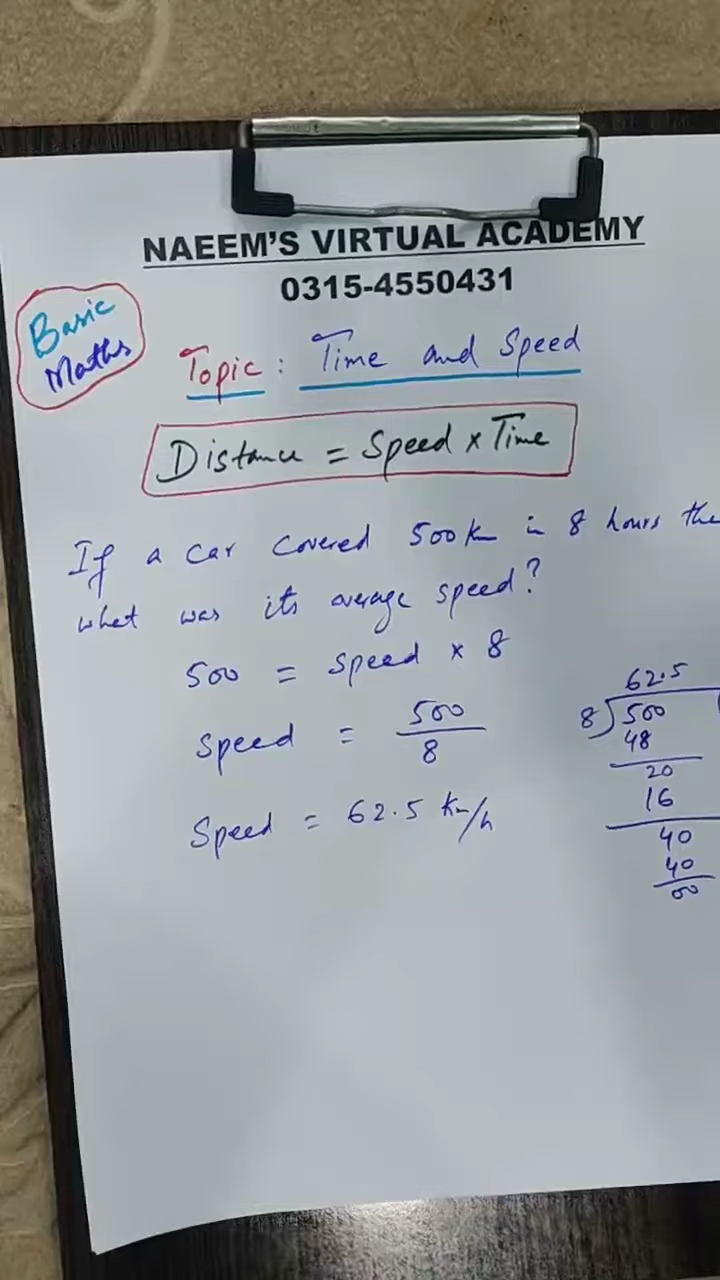 NAEEM'S VIRTUAL ACADEMY
0315-4550431
Basic
Maths
Topic : Time and Speed
Distance = Speed x Time
If a car covered 500 km in 8 hours the
what was its average speed?
500 = speed x 8
speed = 500/8
Speed = 62.5 Km/h
62.5
8)500
48
20
16
40
40
00